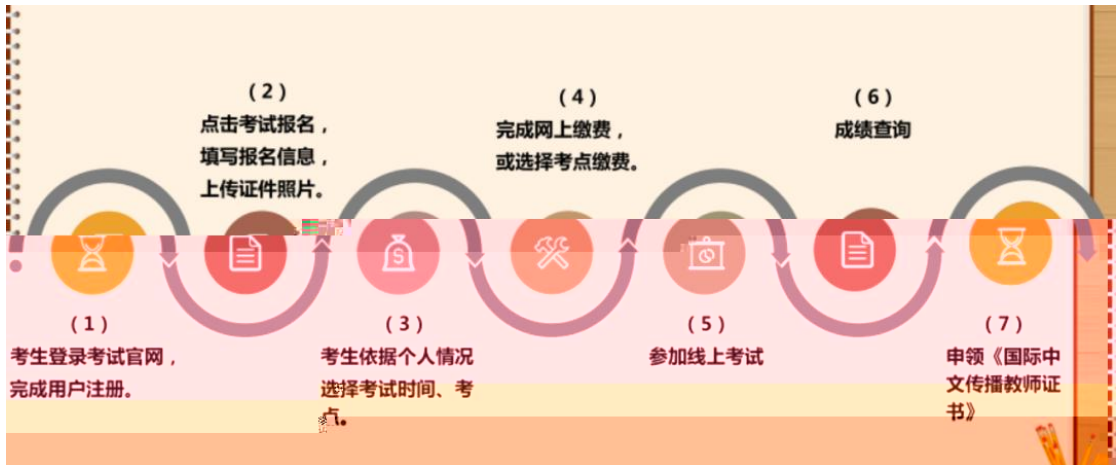 (1)
考生登录考试官网，
完成用户注册。
(2)
点击考试报名，
填写报名信息，
上传证件照片。
(3)
考生依据个人情况
选择考试时间、考
点。
(4)
完成网上缴费，
或选择考点缴费。
(5)
参加线上考试
(6)
成绩查询
(7)
申领《国际中
文传播教师证
书》